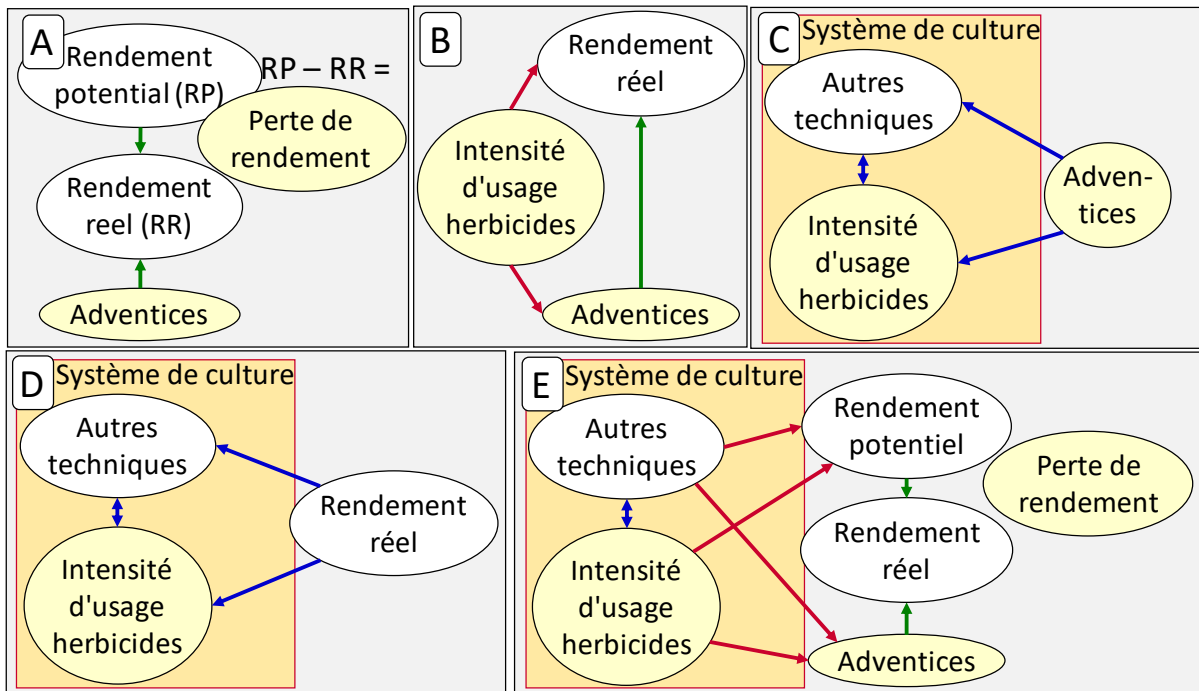 A
Rendement
potential (RP)
RP – RR =
Perte de
rendement
Rendement
reel (RR)
Adventices
B
Rendement
réel
Intensité
d'usage
herbicides
Adventices
C
Système de culture
Autres
techniques
Intensité
d'usage
herbicides
Adven-
tices
D
Système de culture
Autres
techniques
Intensité
d'usage
herbicides
Rendement
réel
E
Système de culture
Autres
techniques
Intensité
d'usage
herbicides
Rendement
potentiel
Perte de
rendement
Rendement
réel
Adventices